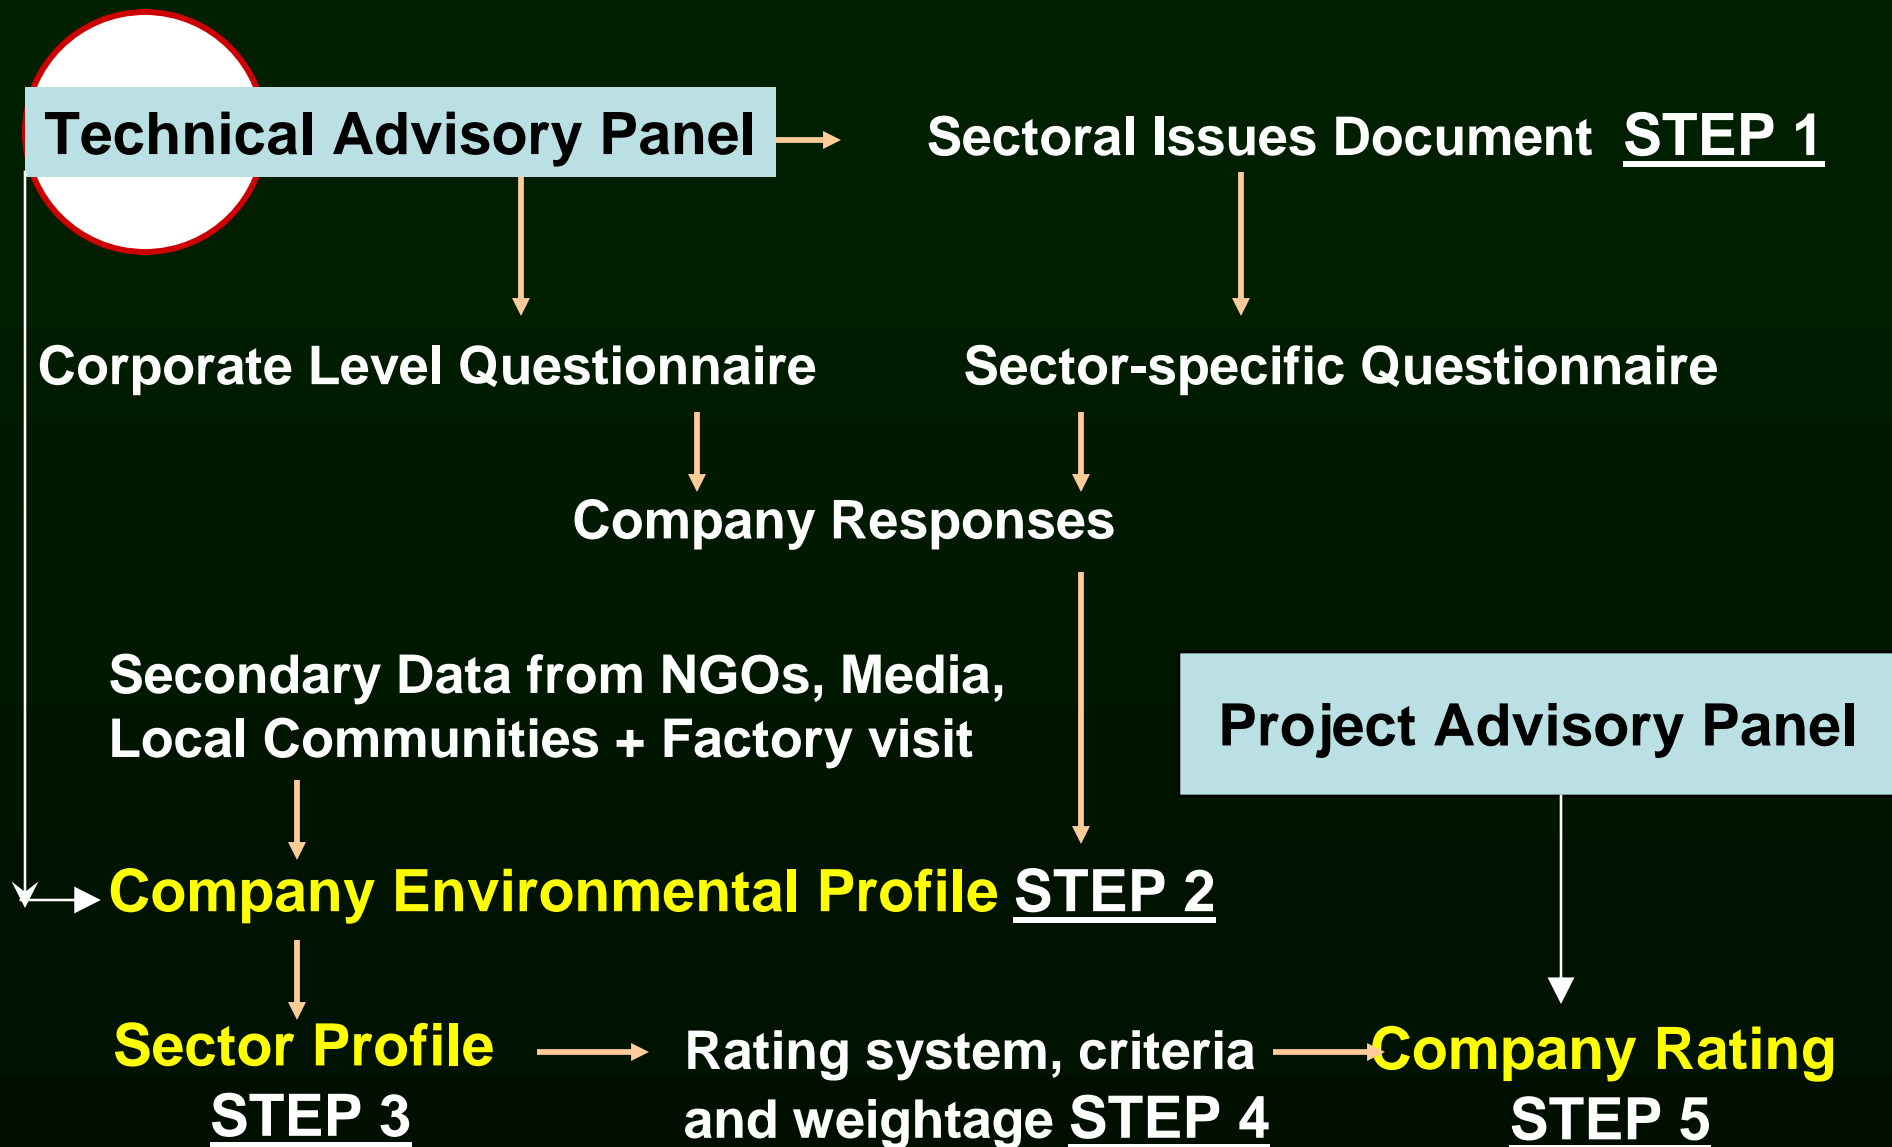 Technical Advisory Panel
Sectoral Issues Document STEP 1
Corporate Level Questionnaire
Sector-specific Questionnaire
Company Responses
Secondary Data from NGOs, Media,
Local Communities + Factory visit
Project Advisory Panel
Company Environmental Profile STEP 2
Sector Profile
STEP 3
Rating system, criteria
and weightage STEP 4
Company Rating
STEP 5